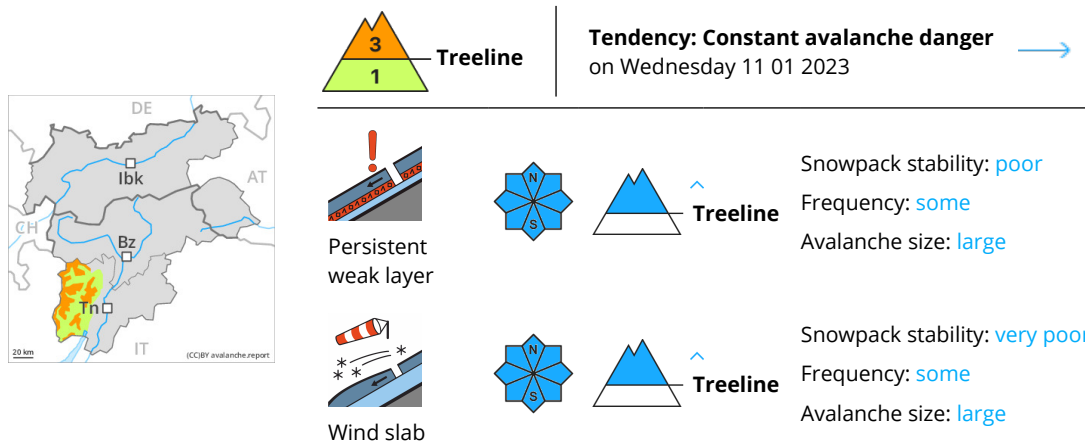 3
1
Treeline
Tendency: Constant avalanche danger
on Wednesday 11 01 2023
DE
AT
Ibk
CH
Bz
Tn
IT
20 km
(CC)BY avalanche.report
N
S
Treeline
Persistent
weak layer
Snowpack stability: poor
Frequency: some
Avalanche size: large
N
S
Treeline
Wind slab
Snowpack stability: very poor
Frequency: some
Avalanche size: large